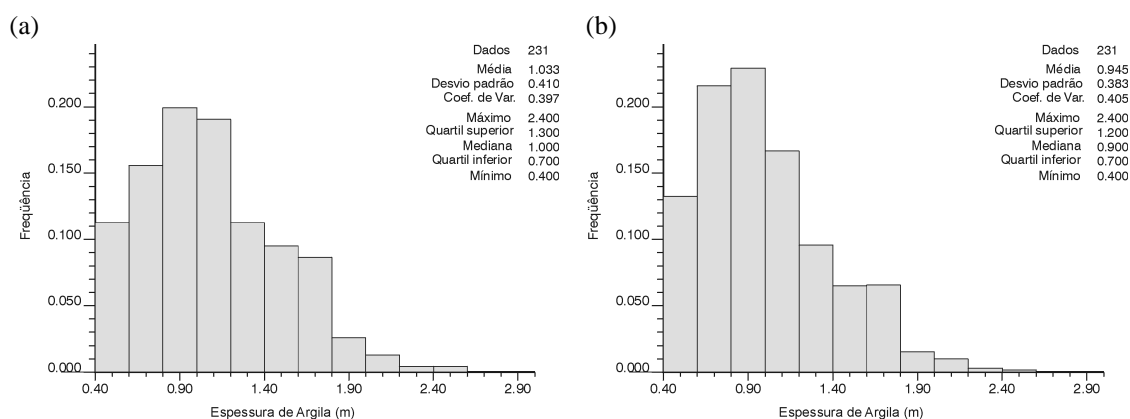 (a)
Dados 231
Média 1.033
Desvio padrão 0.410
Coef. de Var. 0.397
Máximo 2.400
Quartil superior 1.300
Mediana 1.000
Quartil inferior 0.700
Mínimo 0.400
Freqüência
0.200
0.150
0.100
0.050
0.000
0.40 0.90 1.40 1.90 2.40 2.90
Espessura de Argila (m)
(b)
Dados 231
Média 0.945
Desvio padrão 0.383
Coef. de Var. 0.405
Máximo 2.400
Quartil superior 1.200
Mediana 0.900
Quartil inferior 0.700
Mínimo 0.400
Freqüência
0.200
0.150
0.100
0.050
0.000
0.40 0.90 1.40 1.90 2.40 2.90
Espessura de Argila (m)